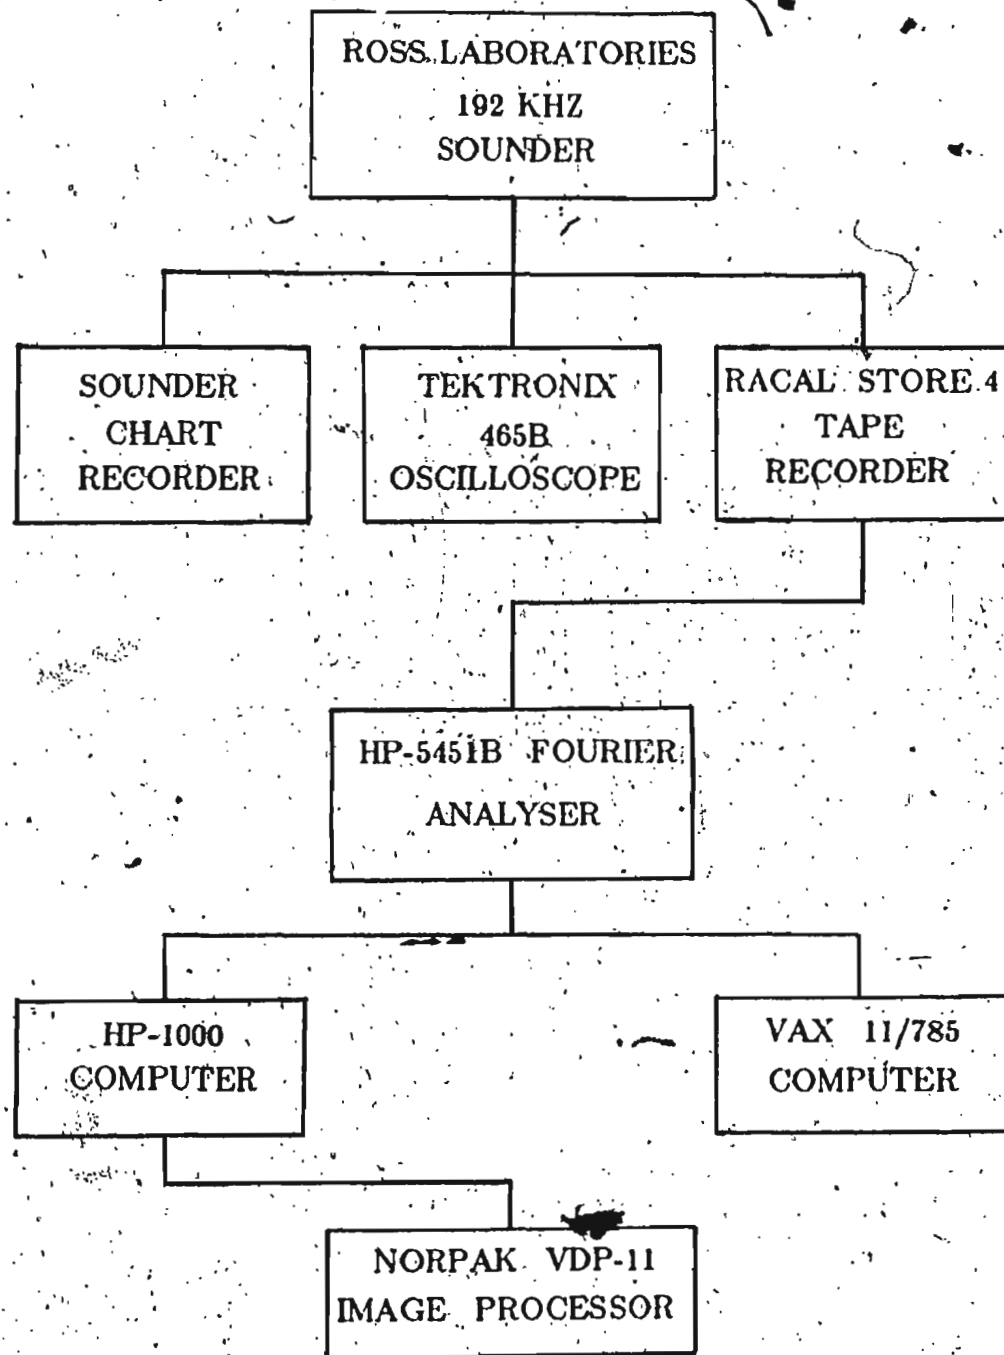 ROSS LABORATORIES
192 KHZ
SOUNDER
SOUNDER
CHART
RECORDER
TEKTRONIX
465B
OSCILLOSCOPE
RACAL STORE 4
TAPE
RECORDER
HP-5451B FOURIER
ANALYSER
HP-1000
COMPUTER
VAX 11/785
COMPUTER
NORPAK VDP-11
IMAGE PROCESSOR